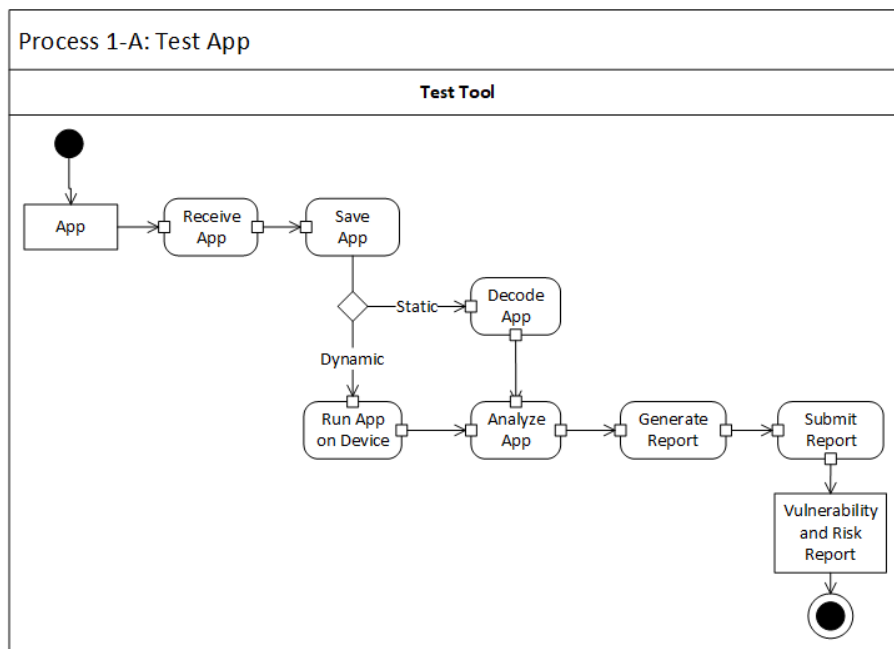 Process 1-A: Test App
Test Tool
App
Receive
App
Save
App
Static
Decode
App
Dynamic
Run App
on Device
Analyze
App
Generate
Report
Submit
Report
Vulnerability
and Risk
Report